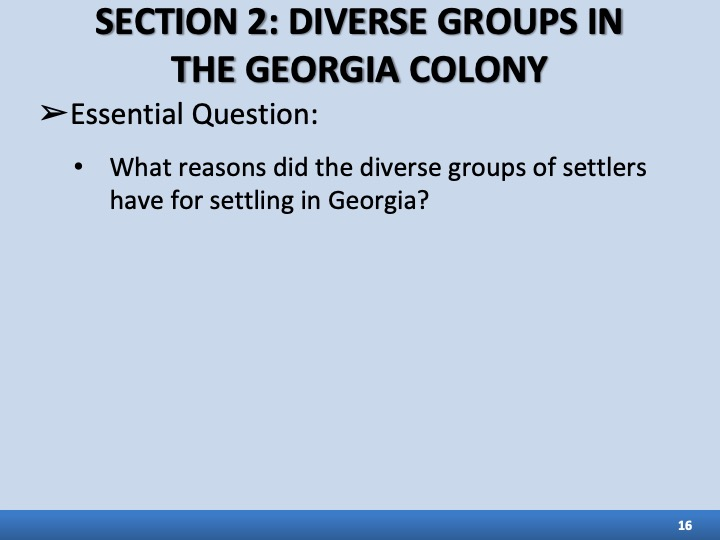 SECTION 2: DIVERSE GROUPS IN
THE GEORGIA COLONY
➢Essential Question:
• What reasons did the diverse groups of settlers
have for settling in Georgia?
16